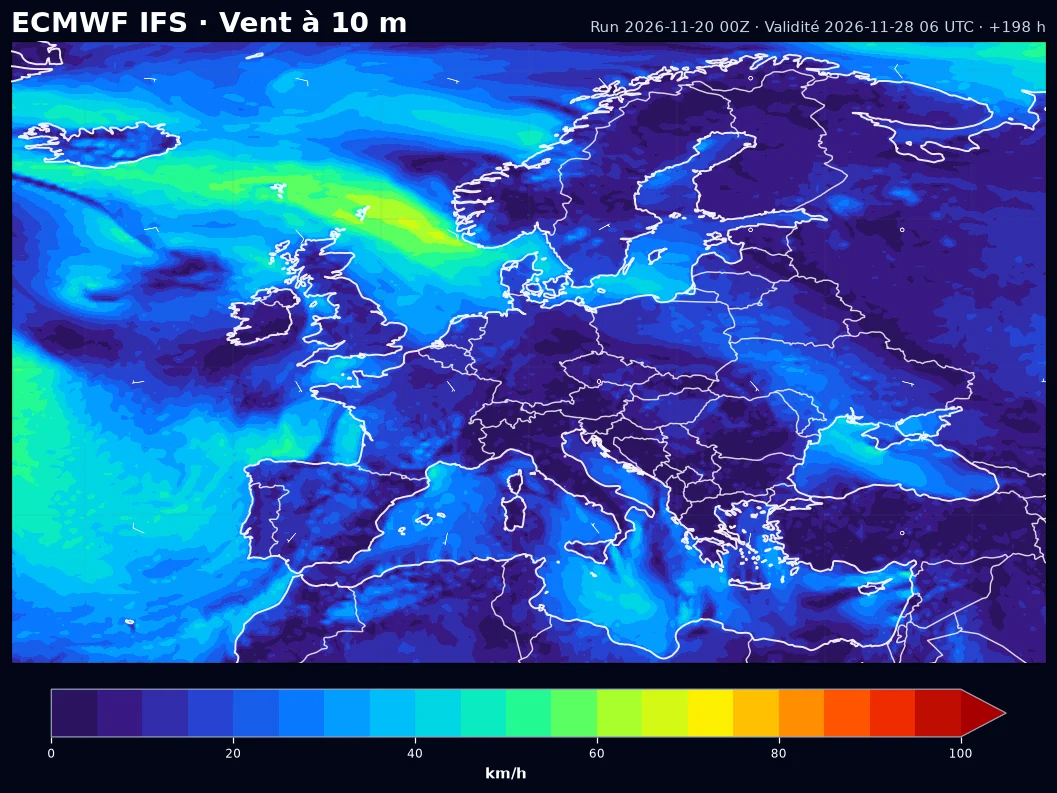 ECMWF IFS · Vent à 10 m
Run 2026-11-20 00Z · Validité 2026-11-28 06 UTC · +198 h
0 20 40 60 80 100
km/h